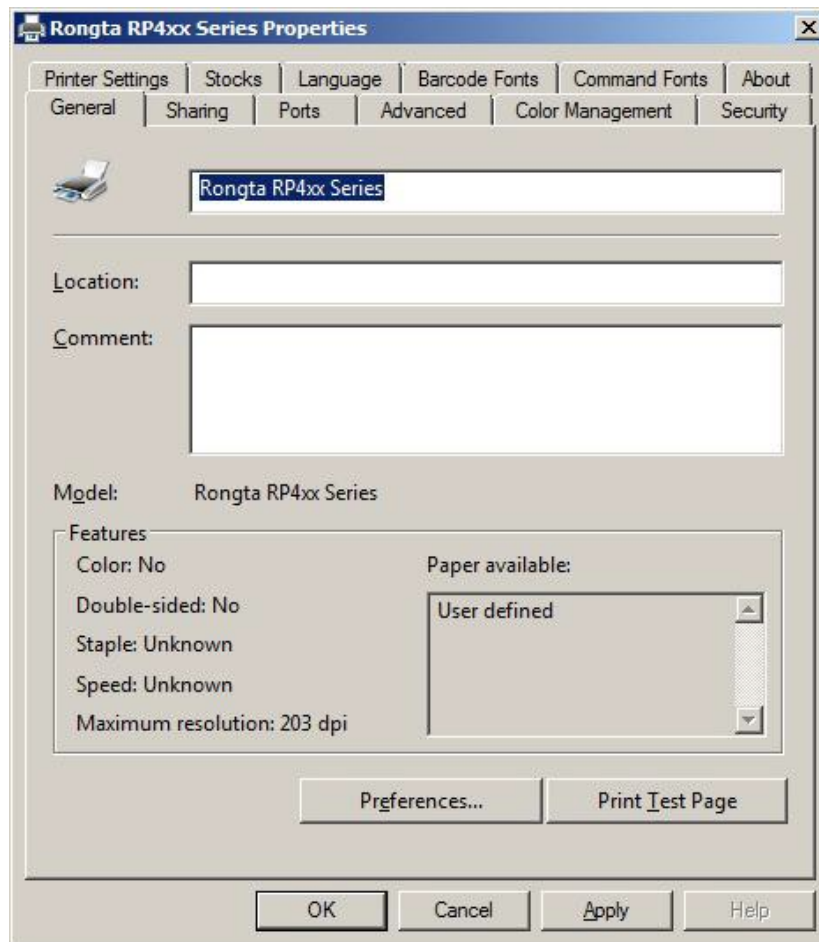 Rongta RP4xx Series Properties
Printer Settings Stocks Language Barcode Fonts Command Fonts About
General Sharing Ports Advanced Color Management Security
Rongta RP4xx Series
Location:
Comment:
Model: Rongta RP4xx Series
Features
Color: No Paper available:
Double-sided: No User defined
Staple: Unknown
Speed: Unknown
Maximum resolution: 203 dpi
Preferences... Print Test Page
OK Cancel Apply Help